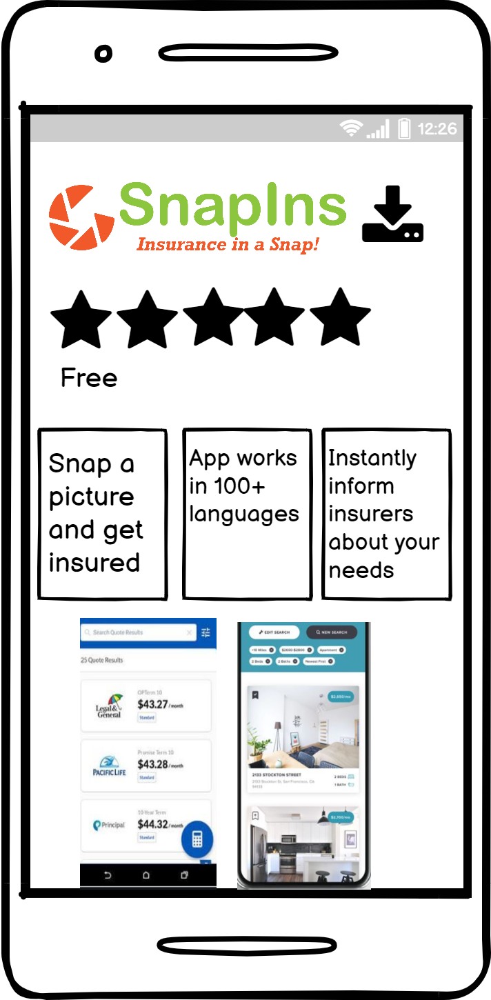 12:26
SnapIns
Insurance in a Snap!
Free
Snap a
picture
and get
insured
App works
in 100+
languages
Instantly
inform
insurers
about your
needs
Search Quote Results
25 Quote Results
OPTerm 10
Legal &
General
$43.27 /month
Standard
Promise Term 10
PACIFIC LIFE
$43.28 /month
Standard
10-Year Term
Principal
$44.32 /month
Standard
EDIT SEARCH
NEW SEARCH
<10 Miles
$2000-$2800
Apartment
2 Beds
2 Baths
Newest First
$2,650/mo
2133 STOCKTON STREET
2 BEDS
2133 Stockton St, San Francisco, CA
94133
1 BATH
$2,700/mo